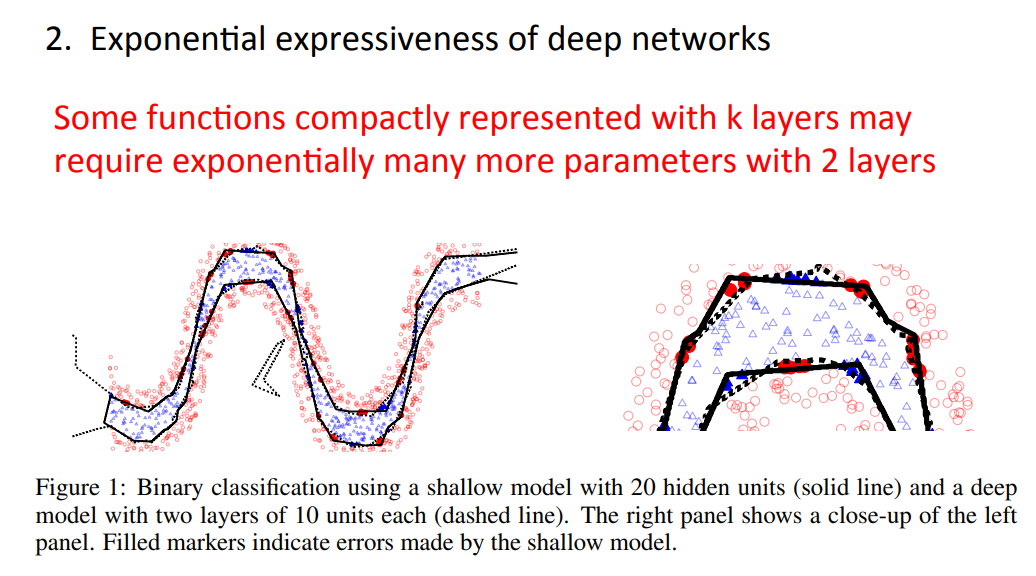 2. Exponential expressiveness of deep networks
Some functions compactly represented with k layers may
require exponentially many more parameters with 2 layers
Figure 1: Binary classification using a shallow model with 20 hidden units (solid line) and a deep
model with two layers of 10 units each (dashed line). The right panel shows a close-up of the left
panel. Filled markers indicate errors made by the shallow model.